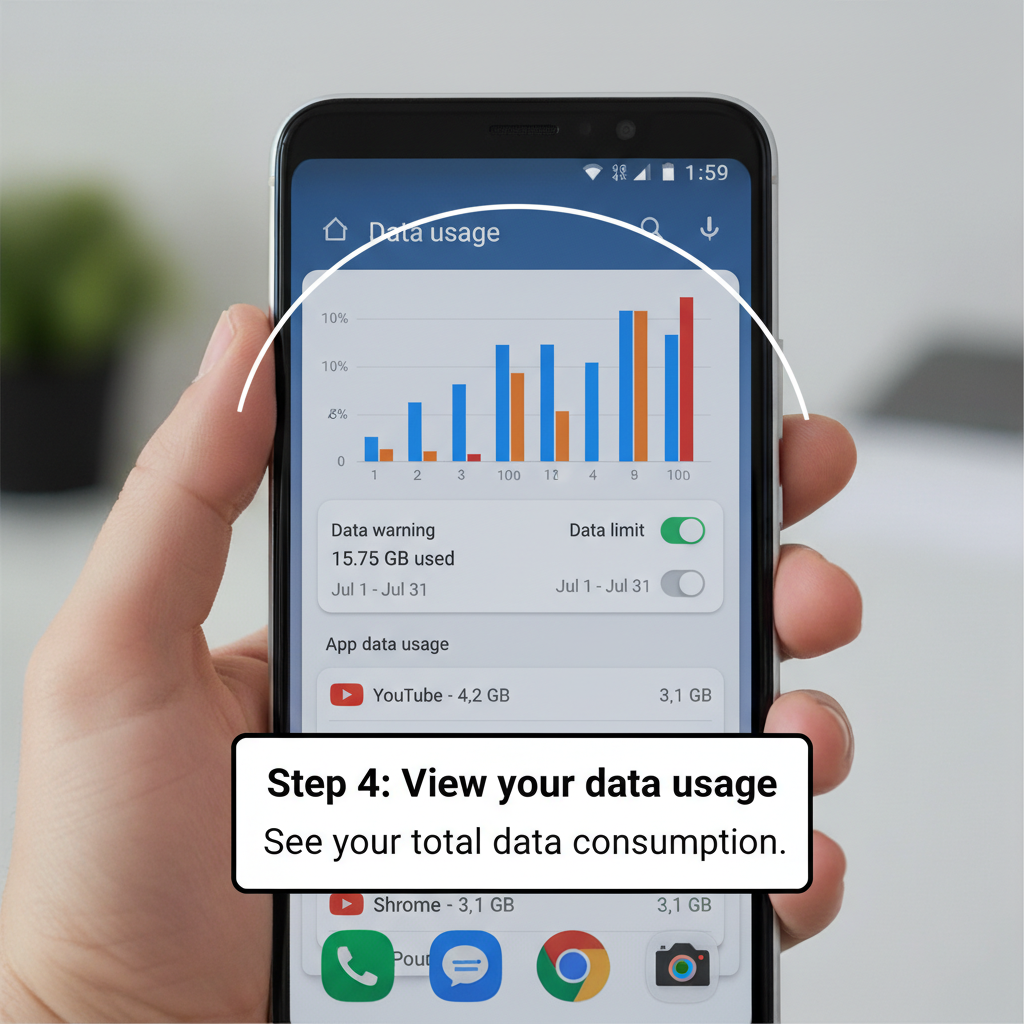 1:59
Data usage
10%
10%
5%
0
1 2 3 100 12 4 9 100
Data warning
Data limit
15.75 GB used
Jul 1 - Jul 31
Jul 1 - Jul 31
App data usage
YouTube - 4,2 GB 3,1 GB
Step 4: View your data usage
See your total data consumption.
Shrome - 3,1 GB 3,1 GB
Pout